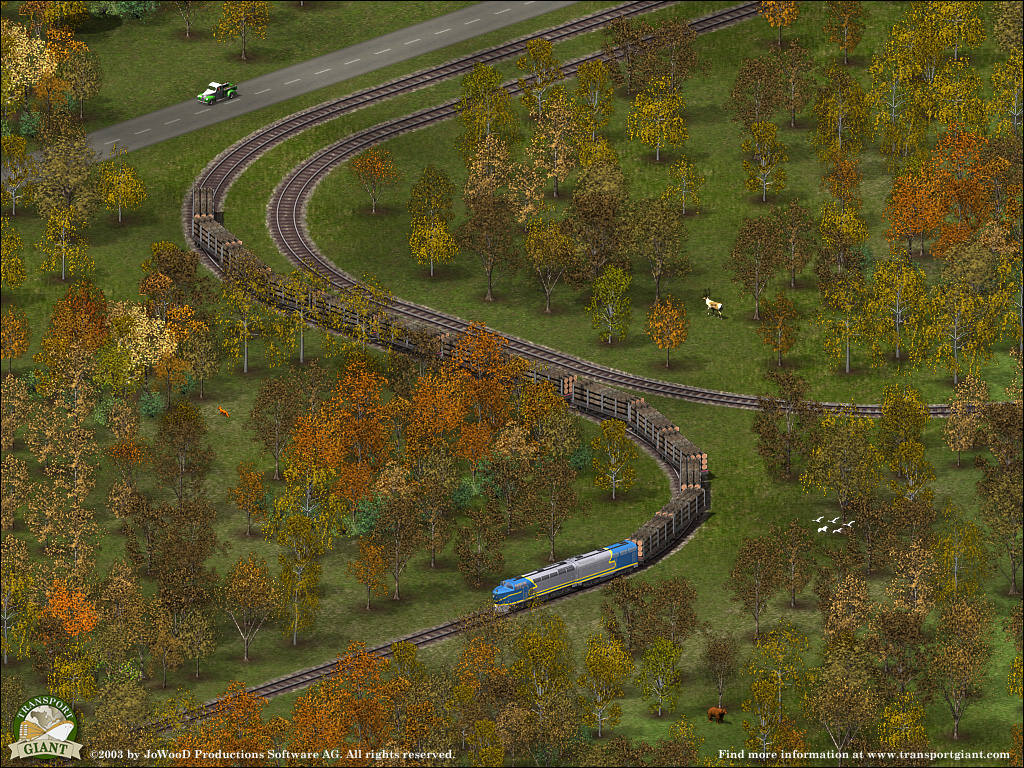 TRANSPORT
GIANT
©2003 by JoWooD Productions Software AG. All rights reserved.
Find more information at www.transportgiant.com